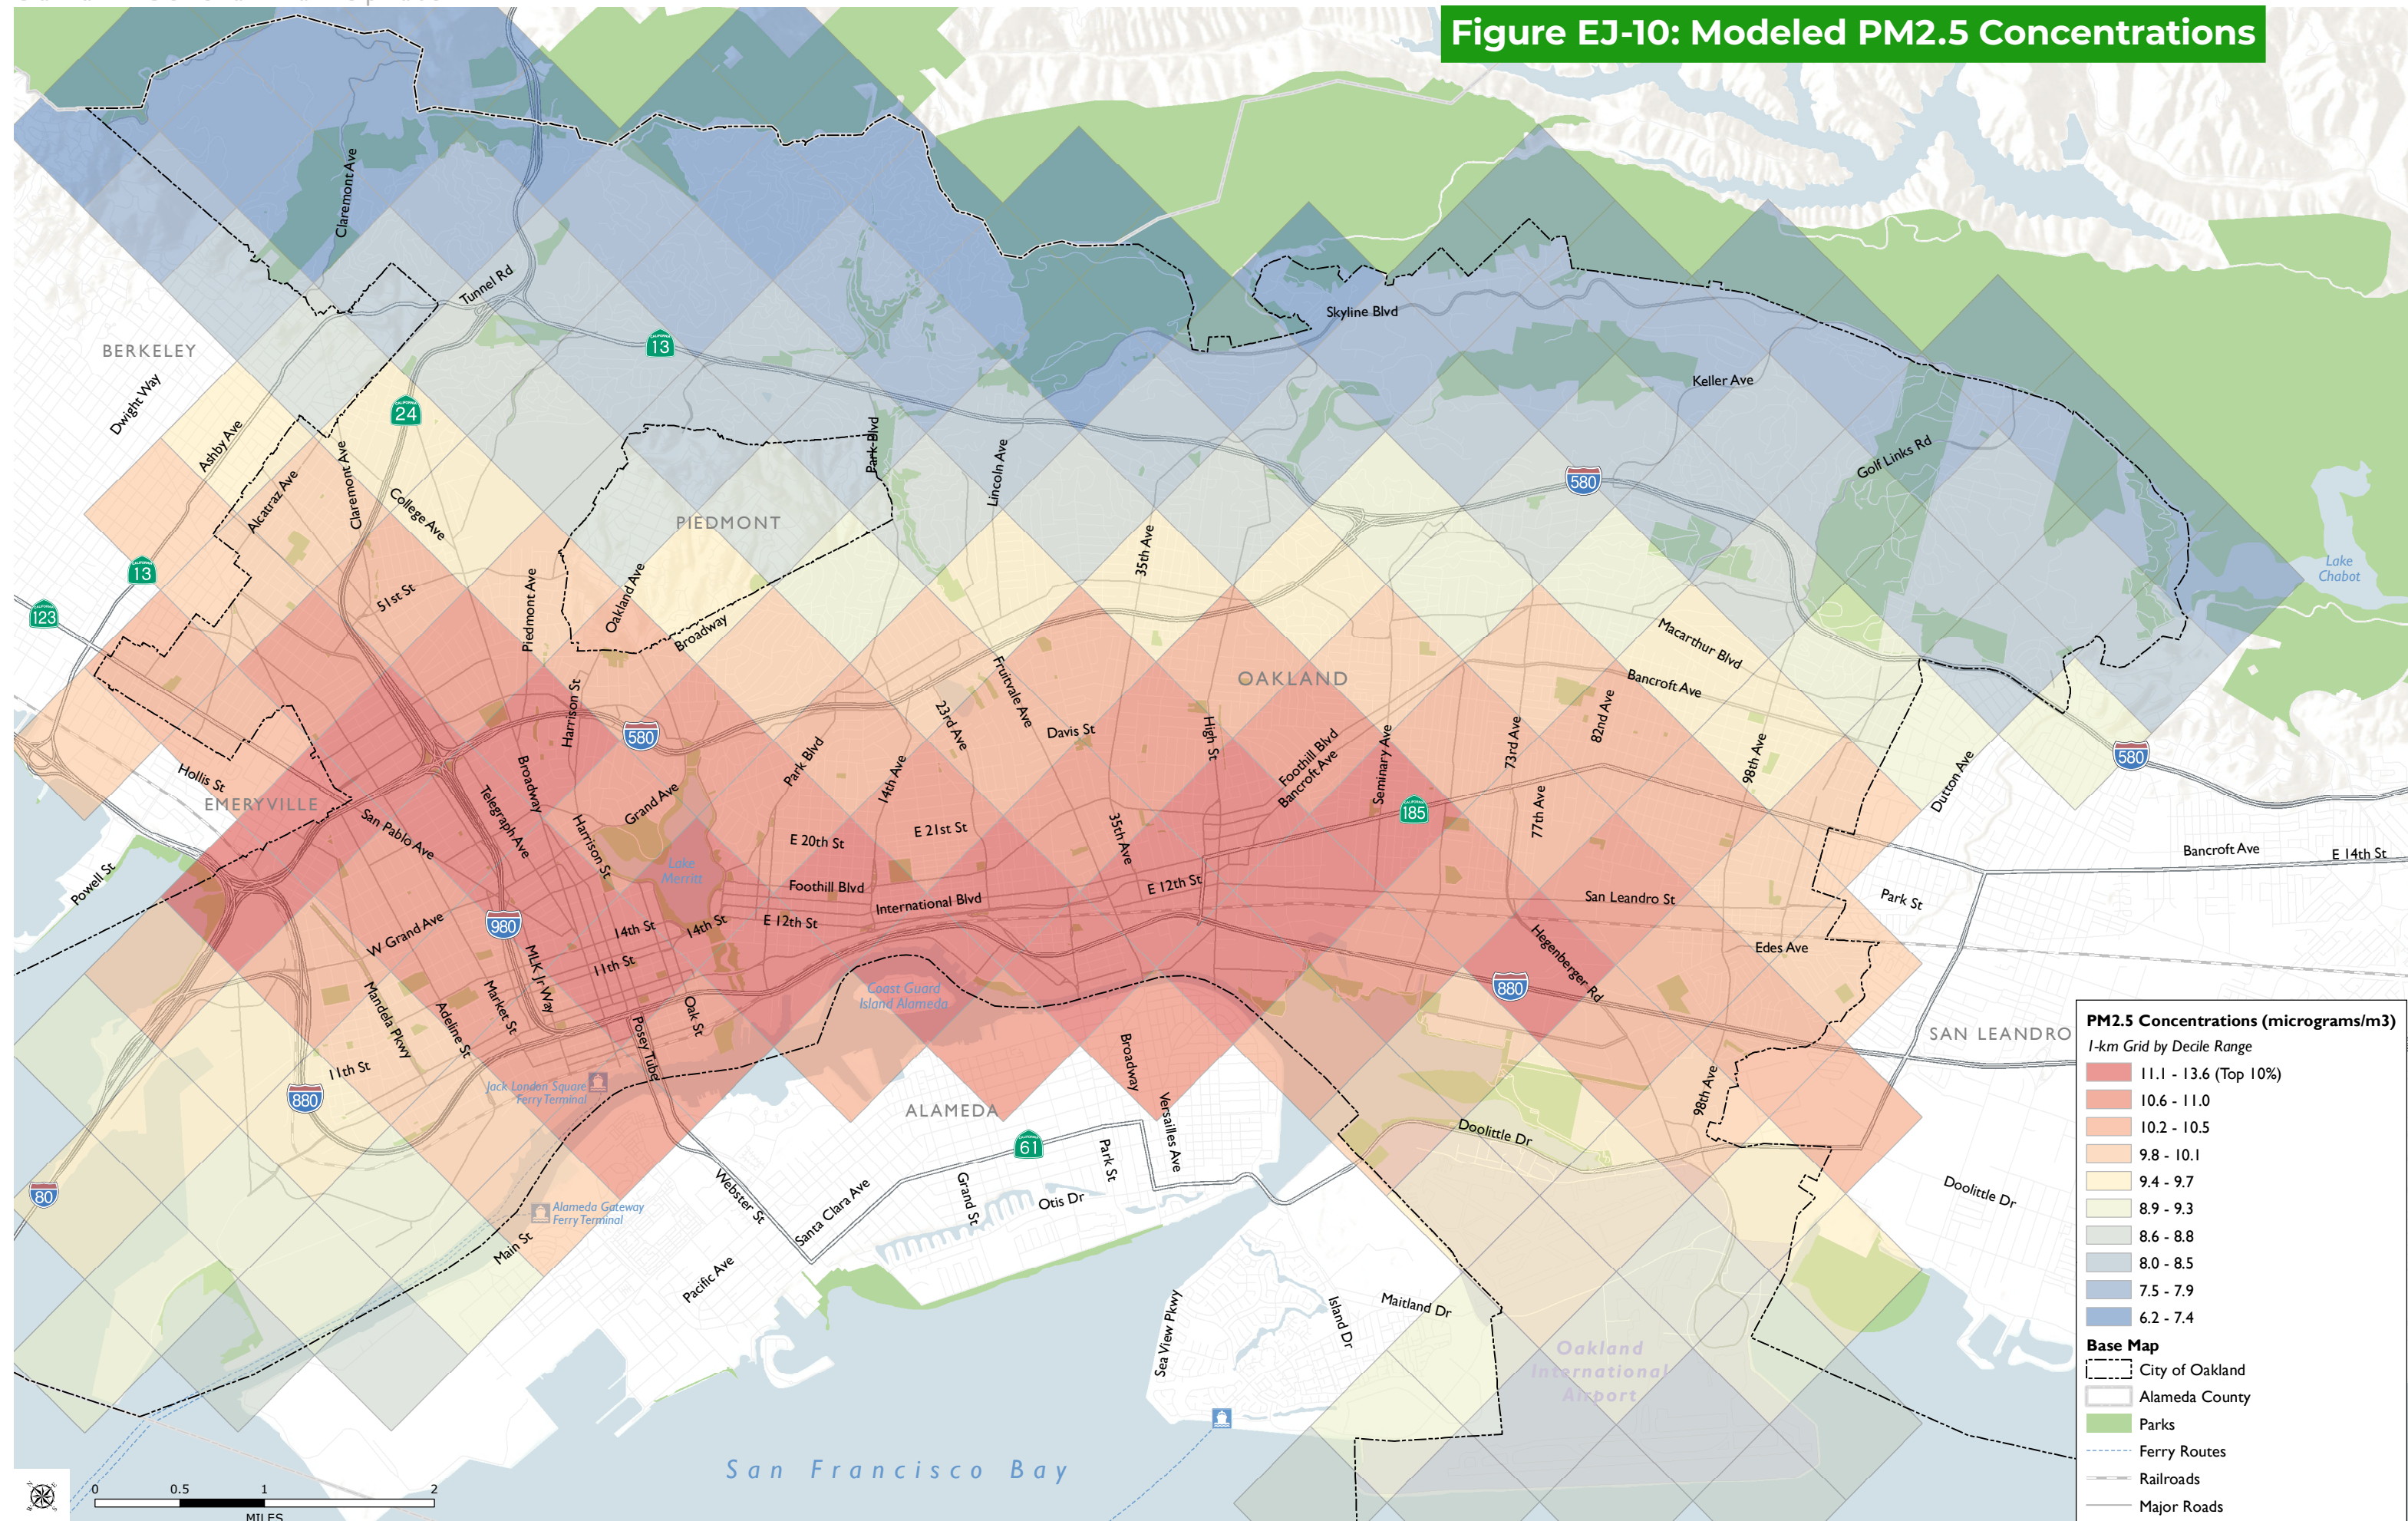 Figure EJ-10: Modeled PM2.5 Concentrations
Claremont Ave
Tunnel Rd
13
Skyline Blvd
BERKELEY
Dwight Way
24
Keller Ave
Ashby Ave
Alcatraz Ave
Claremont Ave
College Ave
Park Blvd
Lincoln Ave
580
Golf Links Rd
PIEDMONT
35th Ave
Lake
Chabot
13
123
51st St
Piedmont Ave
Oakland Ave
Broadway
Macarthur Blvd
Bancroft Ave
OAKLAND
Harrison St
580
Fruitvale Ave
23rd Ave
Davis St
High St
Foothill Blvd
Bancroft Ave
Seminary Ave
73rd Ave
82nd Ave
98th Ave
580
Dutton Ave
Hollis St
EMERYVILLE
Broadway
Park Blvd
14th Ave
Grand Ave
San Pablo Ave
Telegraph Ave
Harrison St
E 20th St
E 21st St
35th Ave
185
77th Ave
Bancroft Ave
E 14th St
Powell St
Lake
Merritt
Foothill Blvd
International Blvd
E 12th St
San Leandro St
Park St
980
W Grand Ave
14th St
14th St
E 12th St
11th St
MLK Jr Way
Hegenberger Rd
Edes Ave
880
Mandela Pkwy
Adeline St
Market St
Oak St
Posey Tube
Coast Guard
Island Alameda
SAN LEANDRO
11th St
880
Jack London Square
Ferry Terminal
ALAMEDA
Broadway
Versailles Ave
98th Ave
61
Park St
Doolittle Dr
80
Alameda Gateway
Ferry Terminal
Main St
Webster St
Santa Clara Ave
Grand St
Otis Dr
Doolittle Dr
Pacific Ave
Sea View Pkwy
Island Dr
Maitland Dr
Oakland
International
Airport
San Francisco Bay
0 0.5 1 2
MILES
PM2.5 Concentrations (micrograms/m3)
1-km Grid by Decile Range
11.1 - 13.6 (Top 10%)
10.6 - 11.0
10.2 - 10.5
9.8 - 10.1
9.4 - 9.7
8.9 - 9.3
8.6 - 8.8
8.0 - 8.5
7.5 - 7.9
6.2 - 7.4
Base Map
City of Oakland
Alameda County
Parks
Ferry Routes
Railroads
Major Roads